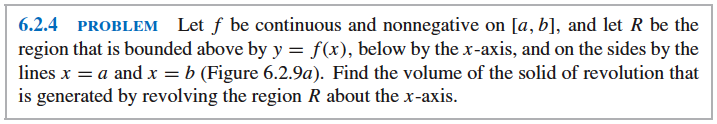 6.2.4 PROBLEM Let f be continuous and nonnegative on [a, b], and let R be the
region that is bounded above by y = f(x), below by the x-axis, and on the sides by the
lines x = a and x = b (Figure 6.2.9a). Find the volume of the solid of revolution that
is generated by revolving the region R about the x-axis.